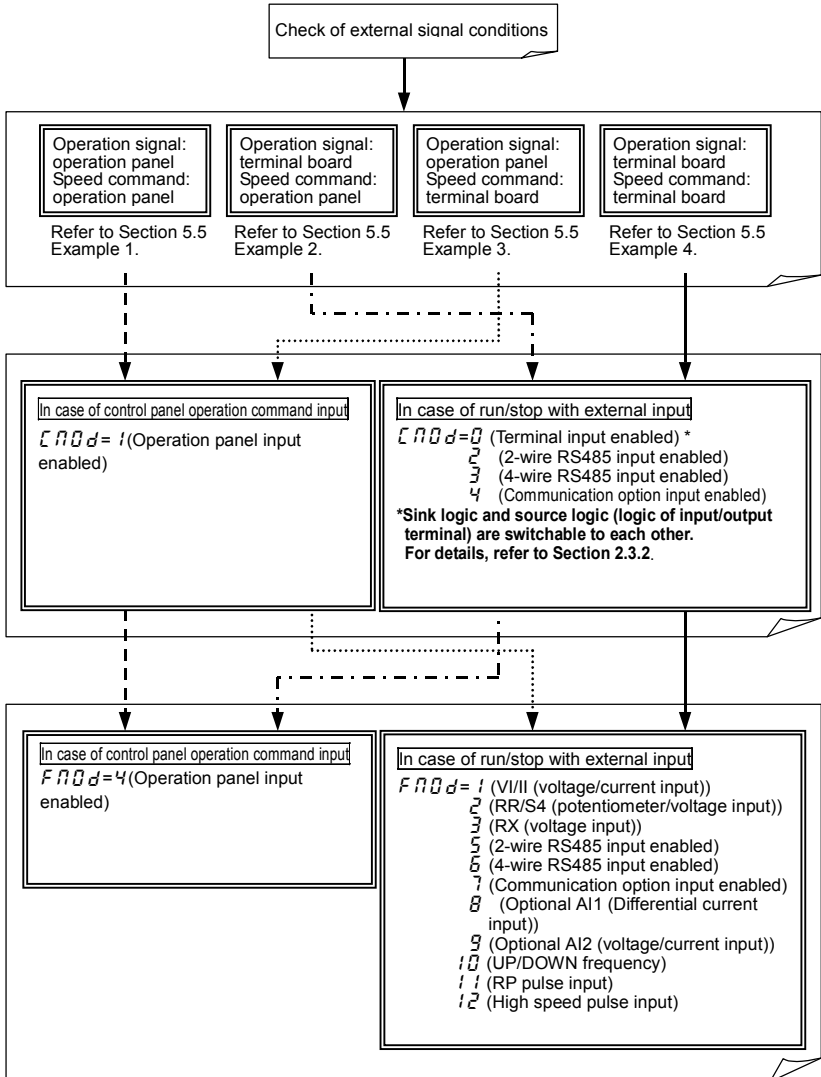 Check of external signal conditions
Operation signal:
operation panel
Speed command:
operation panel
Refer to Section 5.5
Example 1.
Operation signal:
terminal board
Speed command:
operation panel
Refer to Section 5.5
Example 2.
Operation signal:
operation panel
Speed command:
terminal board
Refer to Section 5.5
Example 3.
Operation signal:
terminal board
Speed command:
terminal board
Refer to Section 5.5
Example 4.
In case of control panel operation command input
CMOd=1(Operation panel input
enabled)
In case of run/stop with external input
CMOd=0 (Terminal input enabled) *
2 (2-wire RS485 input enabled)
3 (4-wire RS485 input enabled)
4 (Communication option input enabled)
*Sink logic and source logic (logic of input/output
terminal) are switchable to each other.
For details, refer to Section 2.3.2.
In case of control panel operation command input
FMOd=4(Operation panel input
enabled)
In case of run/stop with external input
FMOd=1 (VI/II (voltage/current input))
2 (RR/S4 (potentiometer/voltage input))
3 (RX (voltage input))
5 (2-wire RS485 input enabled)
6 (4-wire RS485 input enabled)
7 (Communication option input enabled)
8 (Optional AI1 (Differential current
input))
9 (Optional AI2 (voltage/current input))
10 (UP/DOWN frequency)
11 (RP pulse input)
12 (High speed pulse input)